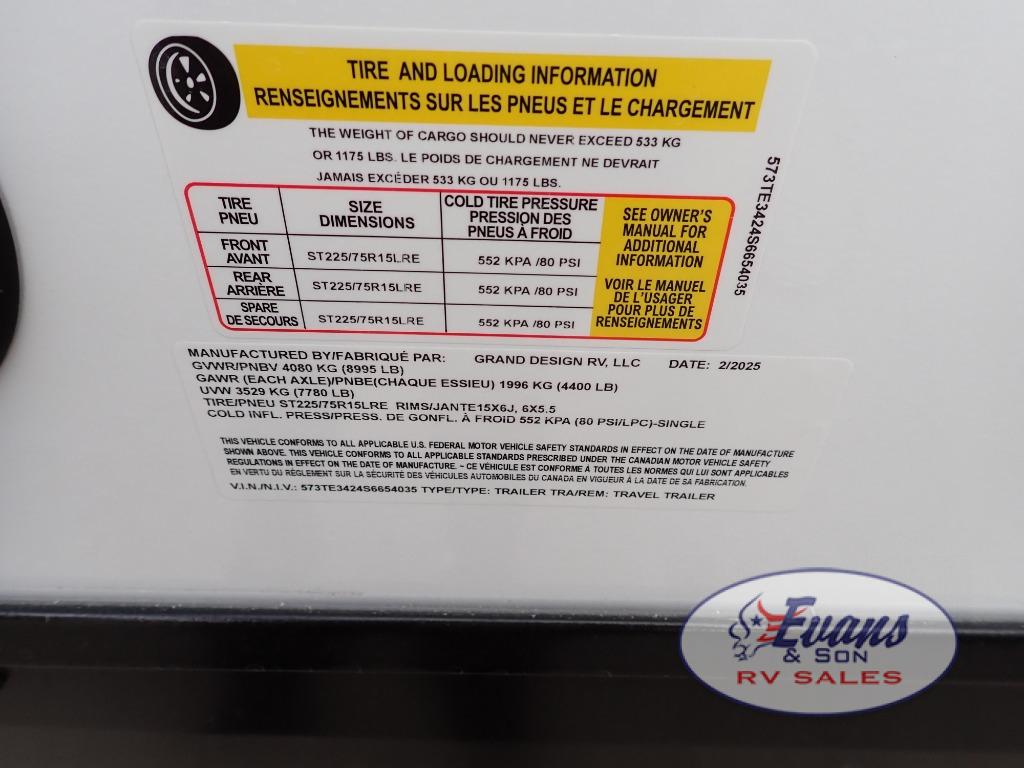 TIRE AND LOADING INFORMATION
RENSEIGNEMENTS SUR LES PNEUS ET LE CHARGEMENT
THE WEIGHT OF CARGO SHOULD NEVER EXCEED 533 KG
OR 1175 LBS. LE POIDS DE CHARGEMENT NE DEVRAIT
JAMAIS EXCÉDER 533 KG OU 1175 LBS.
TIRE
PNEU
SIZE
DIMENSIONS
COLD TIRE PRESSURE
PRESSION DES
PNEUS À FROID
FRONT
AVANT
ST225/75R15LRE
552 KPA /80 PSI
REAR
ARRIÈRE
ST225/75R15LRE
552 KPA /80 PSI
SPARE
DE SECOURS
ST225/75R15LRE
552 KPA /80 PSI
SEE OWNER'S
MANUAL FOR
ADDITIONAL
INFORMATION
VOIR LE MANUEL
DE L'USAGER
POUR PLUS DE
RENSEIGNEMENTS
573TE3424S6654035
MANUFACTURED BY/FABRIQUÉ PAR: GRAND DESIGN RV, LLC DATE: 2/2025
GVWR/PNBV 4080 KG (8995 LB)
GAWR (EACH AXLE)/PNBE(CHAQUE ESSIEU) 1996 KG (4400 LB)
UVW 3529 KG (7780 LB)
TIRE/PNEU ST225/75R15LRE RIMS/JANTE15X6J, 6X5.5
COLD INFL. PRESS/PRESS. DE GONFL. À FROID 552 KPA (80 PSI/LPC)-SINGLE
THIS VEHICLE CONFORMS TO ALL APPLICABLE U.S. FEDERAL MOTOR VEHICLE SAFETY STANDARDS IN EFFECT ON THE DATE OF MANUFACTURE
SHOWN ABOVE. THIS VEHICLE CONFORMS TO ALL APPLICABLE STANDARDS PRESCRIBED UNDER THE CANADIAN MOTOR VEHICLE SAFETY
REGULATIONS IN EFFECT ON THE DATE OF MANUFACTURE. - CE VÉHICULE EST CONFORME À TOUTES LES NORMES QUI LUI SONT APPLICABLES
EN VERTU DU RÈGLEMENT SUR LA SÉCURITÉ DES VÉHICULES AUTOMOBILES DU CANADA EN VIGUEUR À LA DATE DE SA FABRICATION.
V.I.N./N.I.V.: 573TE3424S6654035 TYPE/TYPE: TRAILER TRA/REM: TRAVEL TRAILER
Evans
& SON
RV SALES